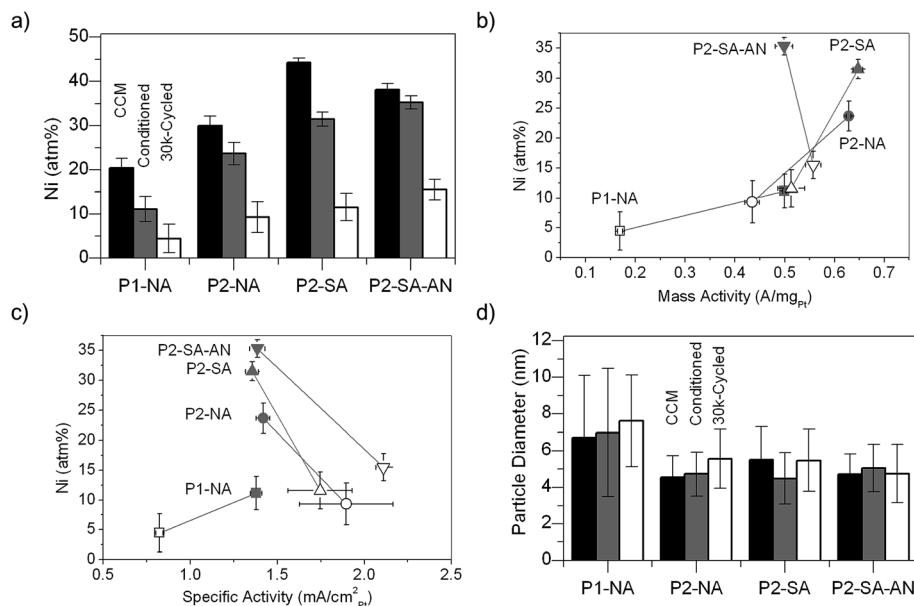 a)
Ni (atm%)
50
40
30
20
10
0
CCM
Conditioned
30k-Cycled
P1-NA
P2-NA
P2-SA
P2-SA-AN
b)
Ni (atm%)
35
30
25
20
15
10
5
0
P2-SA-AN
P2-SA
P2-NA
P1-NA
0.1
0.2
0.3
0.4
0.5
0.6
0.7
Mass Activity (A/mgPt)
c)
Ni (atm%)
35
30
25
20
15
10
5
0
P2-SA-AN
P2-SA
P2-NA
P1-NA
0.5
1.0
1.5
2.0
2.5
Specific Activity (mA/cm²Pt)
d)
Particle Diameter (nm)
12
10
8
6
4
2
0
CCM
Conditioned
30k-Cycled
P1-NA
P2-NA
P2-SA
P2-SA-AN